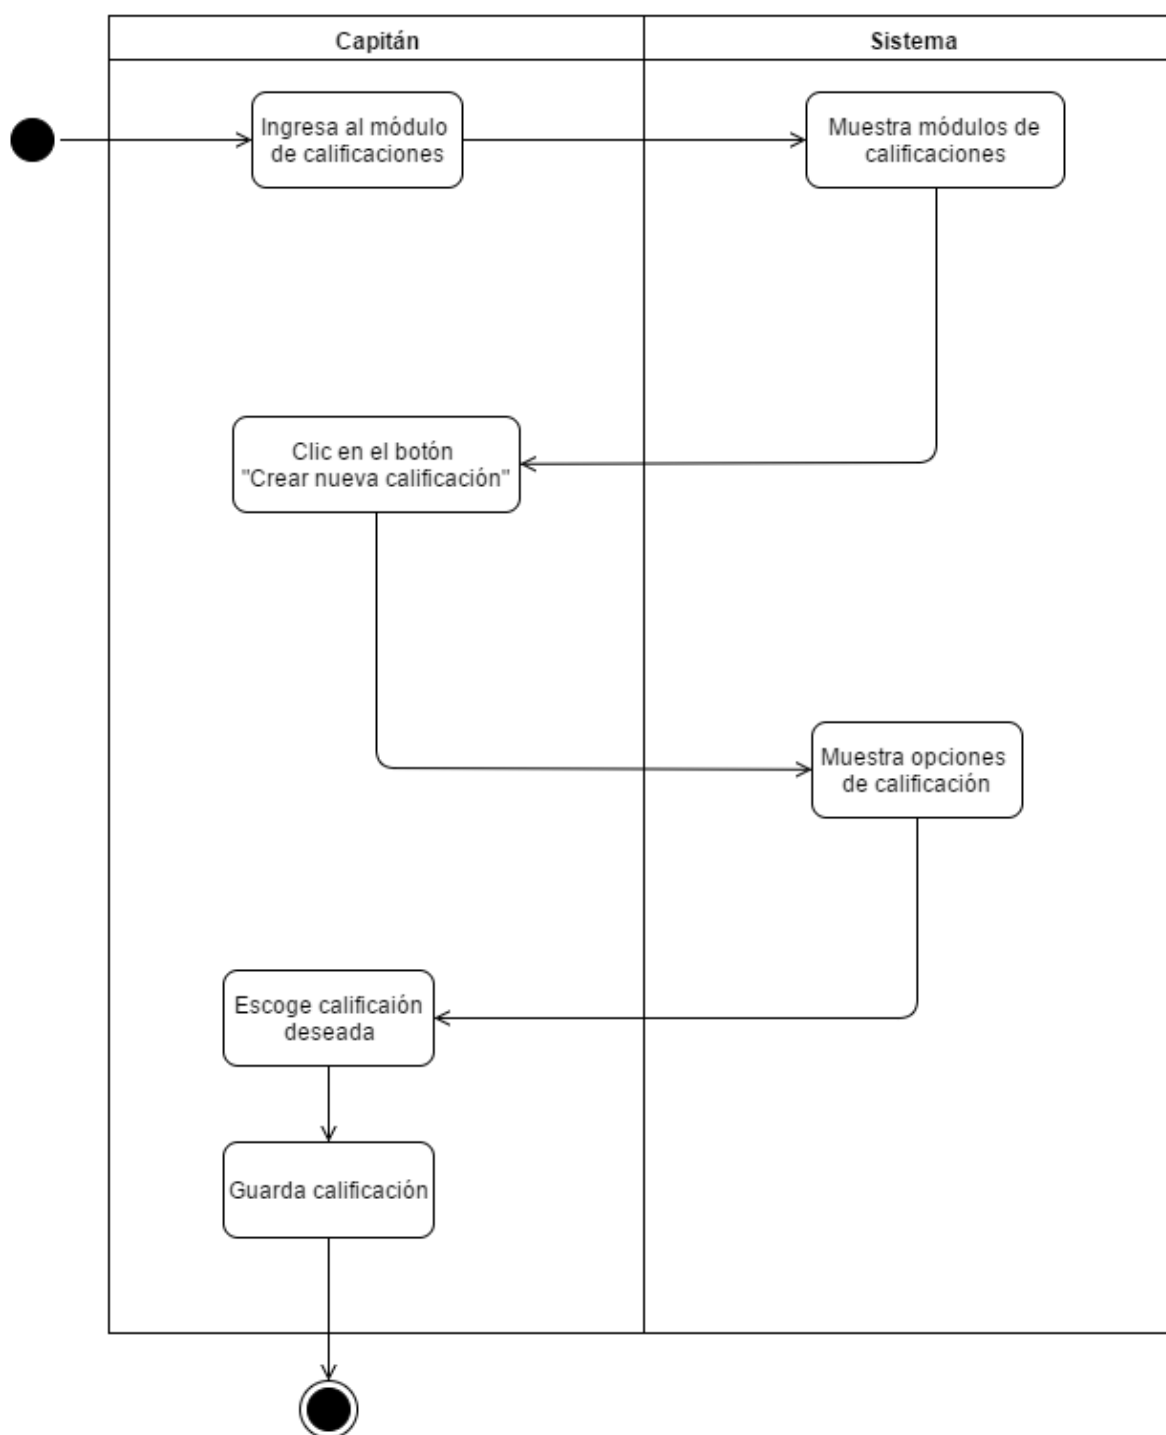 Capitán
Sistema
Ingresa al módulo
de calificaciones
Muestra módulos de
calificaciones
Clic en el botón
"Crear nueva calificación"
Muestra opciones
de calificación
Escoge calificaión
deseada
Guarda calificación